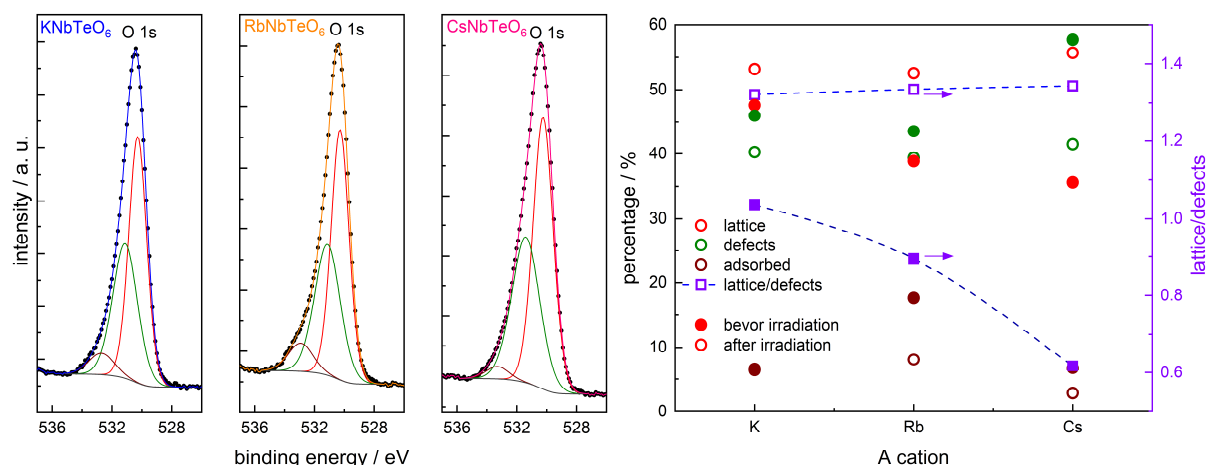 KNbTeO6
O 1s
RbNbTeO6
O 1s
CsNbTeO6
O 1s
intensity / a. u.
536 532 528
536 532 528
536 532 528
binding energy / eV
60
50
40
30
20
10
0
percentage / %
lattice
defects
adsorbed
lattice/defects
bevor irradiation
after irradiation
K Rb Cs
A cation
1.4
1.2
1.0
0.8
0.6
lattice/defects